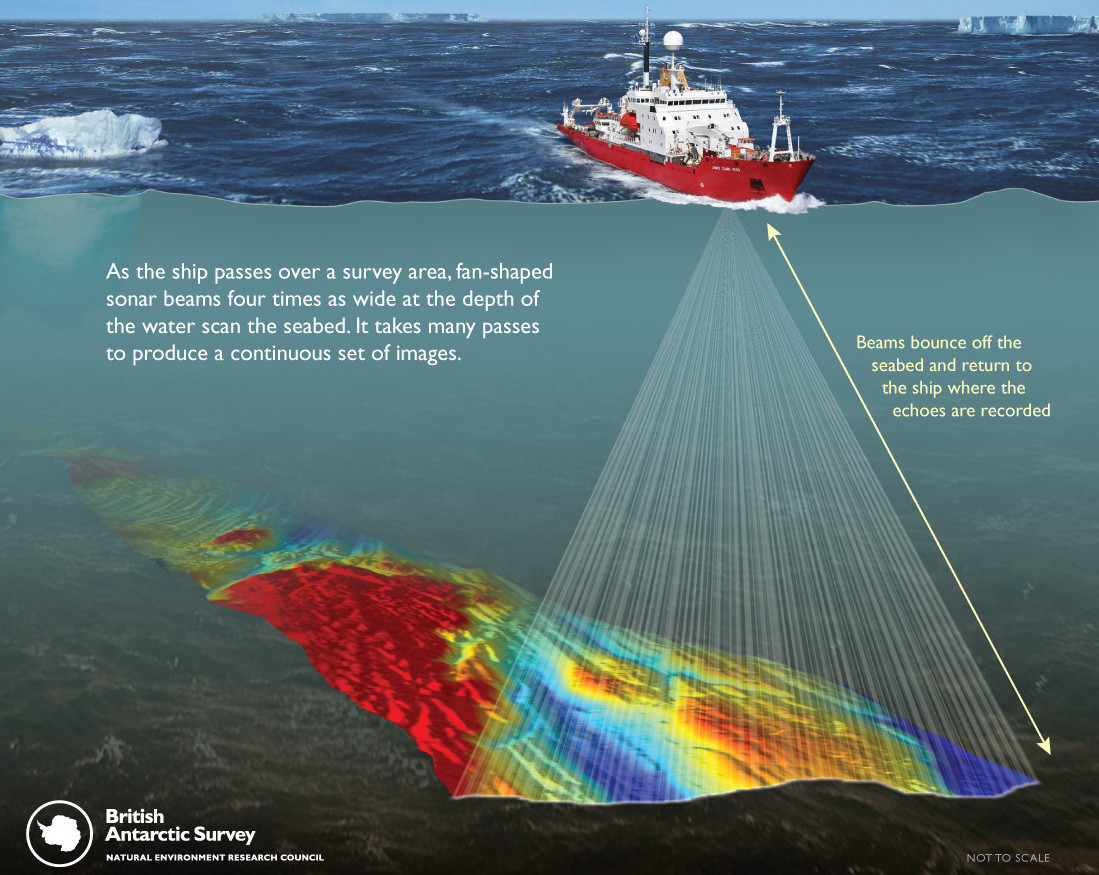 JAMES CLARK ROSS
As the ship passes over a survey area, fan-shaped
sonar beams four times as wide at the depth of
the water scan the seabed. It takes many passes
to produce a continuous set of images.
Beams bounce off the
seabed and return to
the ship where the
echoes are recorded
British
Antarctic Survey
NATURAL ENVIRONMENT RESEARCH COUNCIL
NOT TO SCALE